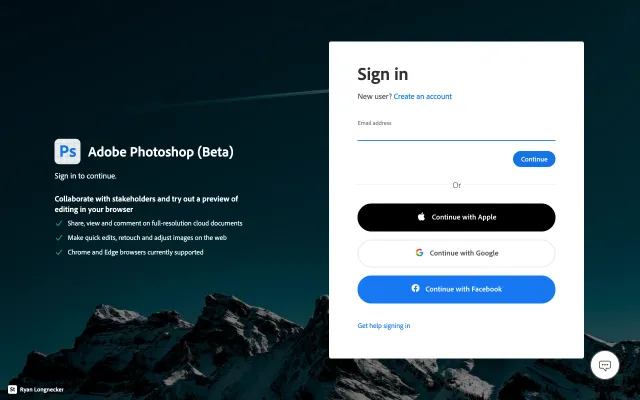 Ps Adobe Photoshop (Beta)
Sign in to continue.
Collaborate with stakeholders and try out a preview of
editing in your browser
Share, view and comment on full-resolution cloud documents
Make quick edits, retouch and adjust images on the web
Chrome and Edge browsers currently supported
St Ryan Longnecker
Sign in
New user? Create an account
Email address
Continue
Or
Continue with Apple
Continue with Google
Continue with Facebook
Get help signing in